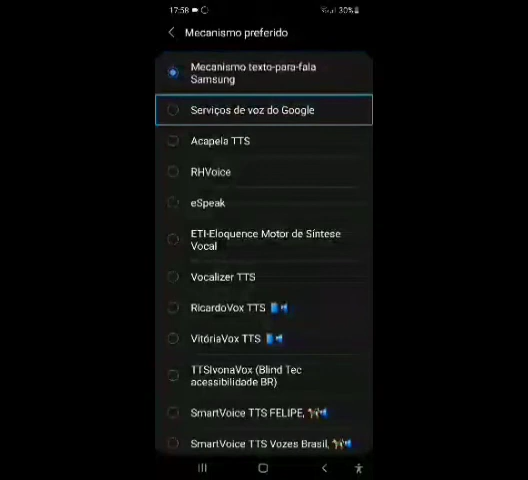 17:58
30%
Mecanismo preferido
Mecanismo texto-para-fala
Samsung
Serviços de voz do Google
Acapela TTS
RHVoice
eSpeak
ETI-Eloquence Motor de Síntese
Vocal
Vocalizer TTS
RicardoVox TTS
VitóriaVox TTS
TTSIvonaVox (Blind Tec
acessibilidade BR)
SmartVoice TTS FELIPE,
SmartVoice TTS Vozes Brasil,